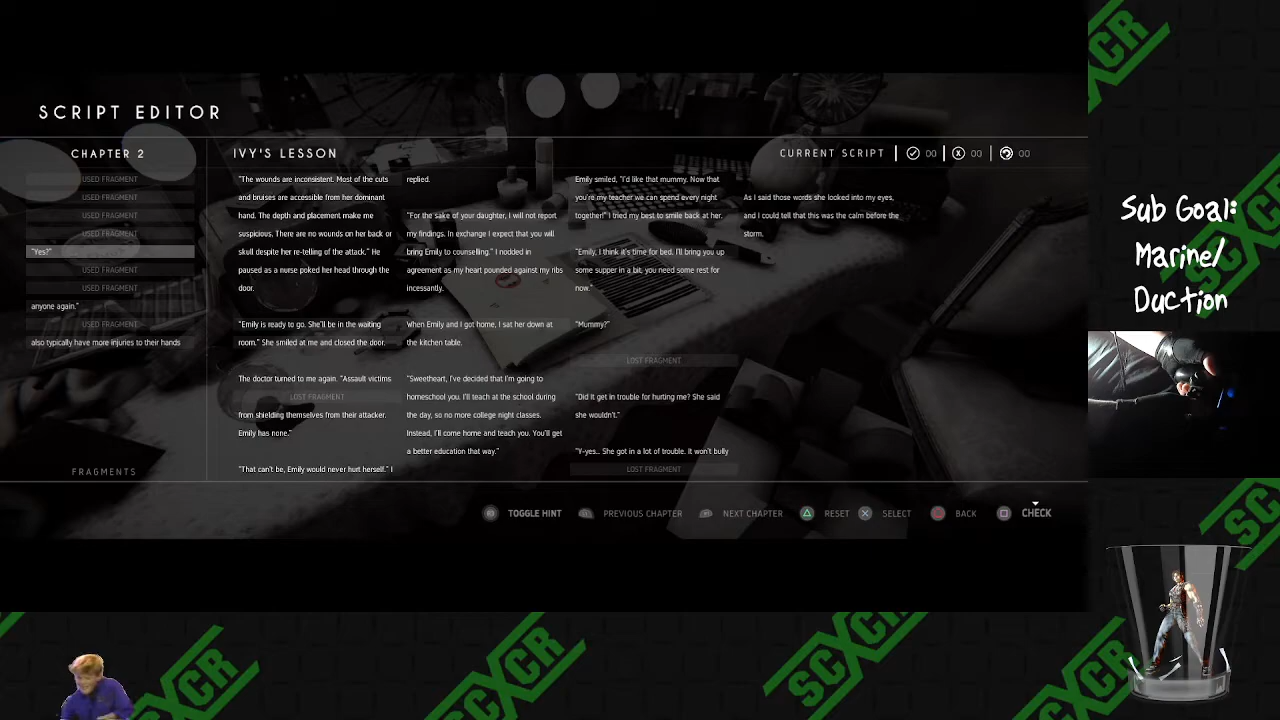 SCRIPT EDITOR
CHAPTER 2
USED FRAGMENT
USED FRAGMENT
USED FRAGMENT
USED FRAGMENT
"Yes?"
USED FRAGMENT
USED FRAGMENT
anyone again."
USED FRAGMENT
also typically have more injuries to their hands
FRAGMENTS
IVY'S LESSON
CURRENT SCRIPT 00 00 00
"The wounds are inconsistent. Most of the cuts
and bruises are accessible from her dominant
hand. The depth and placement make me
suspicious. There are no wounds on her back or
skull despite her re-telling of the attack." He
paused as a nurse poked her head through the
door.
"Emily is ready to go. She'll be in the waiting
room." She smiled at me and closed the door.
The doctor turned to me again. "Assault victims
LOST FRAGMENT
from shielding themselves from their attacker.
Emily has none."
"That can't be, Emily would never hurt herself." I
replied.
"For the sake of your daughter, I will not report
my findings. In exchange I expect that you will
bring Emily to counselling." I nodded in
agreement as my heart pounded against my ribs
incessantly.
When Emily and I got home, I sat her down at
the kitchen table.
"Sweetheart, I've decided that I'm going to
homeschool you. I'll teach at the school during
the day, so no more college night classes.
Instead, I'll come home and teach you. You'll get
a better education that way."
Emily smiled, "I'd like that mummy. Now that
you're my teacher we can spend every night
together!" I tried my best to smile back at her.
"Emily, I think it's time for bed. I'll bring you up
some supper in a bit, you need some rest for
now."
"Mummy?"
LOST FRAGMENT
"Did it get in trouble for hurting me? She said
she wouldn't."
"Y-yes... She got in a lot of trouble. It won't bully
LOST FRAGMENT
As I said those words she looked into my eyes,
and I could tell that this was the calm before the
storm.
TOGGLE HINT PREVIOUS CHAPTER NEXT CHAPTER RESET SELECT BACK CHECK
Sub Goal:
Marine/
Duction
SCXCR
SCXCR
SCXCR
SCXCR
SCXCR
SCXCR